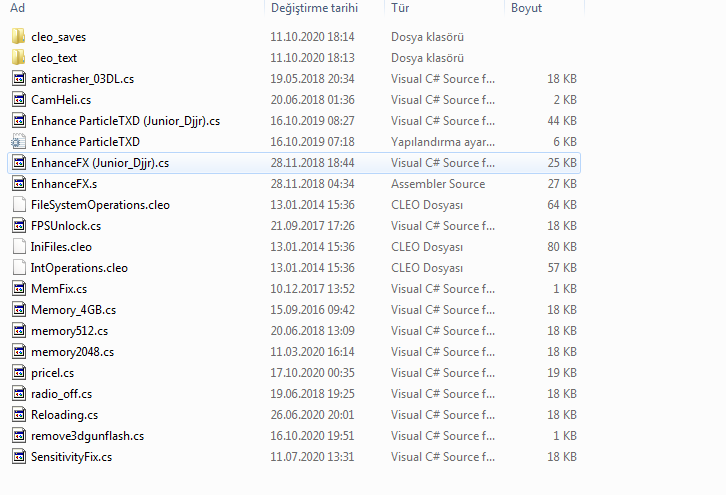 Ad Değiştirme tarihi Tür Boyut
cleo_saves 11.10.2020 18:14 Dosya klasörü
cleo_text 11.10.2020 18:13 Dosya klasörü
anticrasher_03DL.cs 19.05.2018 20:34 Visual C# Source f... 18 KB
CamHeli.cs 20.06.2018 01:36 Visual C# Source f... 2 KB
Enhance ParticleTXD (Junior_Djjr).cs 16.10.2019 08:27 Visual C# Source f... 44 KB
Enhance ParticleTXD 16.10.2019 07:18 Yapılandırma ayar... 6 KB
EnhanceFX (Junior_Djjr).cs 28.11.2018 18:44 Visual C# Source f... 25 KB
EnhanceFX.s 28.11.2018 04:34 Assembler Source 27 KB
FileSystemOperations.cleo 13.01.2014 15:36 CLEO Dosyası 64 KB
FPSUnlock.cs 21.09.2017 17:26 Visual C# Source f... 18 KB
IniFiles.cleo 13.01.2014 15:36 CLEO Dosyası 80 KB
IntOperations.cleo 13.01.2014 15:36 CLEO Dosyası 57 KB
MemFix.cs 10.12.2017 13:52 Visual C# Source f... 1 KB
Memory_4GB.cs 15.09.2016 09:42 Visual C# Source f... 18 KB
memory512.cs 20.06.2018 13:09 Visual C# Source f... 18 KB
memory2048.cs 11.03.2020 16:14 Visual C# Source f... 18 KB
pricel.cs 17.10.2020 00:35 Visual C# Source f... 19 KB
radio_off.cs 19.06.2018 19:25 Visual C# Source f... 18 KB
Reloading.cs 26.06.2020 20:01 Visual C# Source f... 18 KB
remove3dgunflash.cs 16.10.2020 19:51 Visual C# Source f... 1 KB
SensitivityFix.cs 11.07.2020 13:31 Visual C# Source f... 18 KB